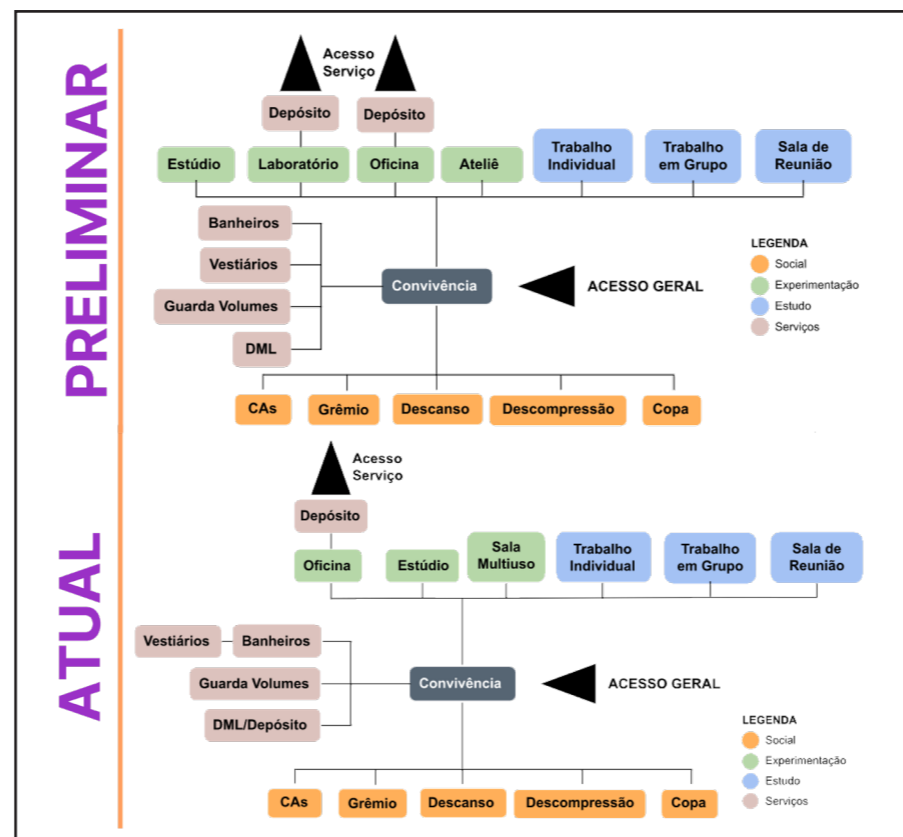 PRELIMINAR
Acesso
Serviço
Depósito
Depósito
Estúdio
Laboratório
Oficina
Ateliê
Trabalho
Individual
Trabalho
em Grupo
Sala de
Reunião
Banheiros
Vestiários
Guarda Volumes
DML
Convivência
ACESSO GERAL
LEGENDA
Social
Experimentação
Estudo
Serviços
CAs
Grêmio
Descanso
Descompressão
Copa
ATUAL
Acesso
Serviço
Depósito
Oficina
Estúdio
Sala
Multiuso
Trabalho
Individual
Trabalho
em Grupo
Sala de
Reunião
Vestiários
Banheiros
Guarda Volumes
DML/Depósito
Convivência
ACESSO GERAL
LEGENDA
Social
Experimentação
Estudo
Serviços
CAs
Grêmio
Descanso
Descompressão
Copa